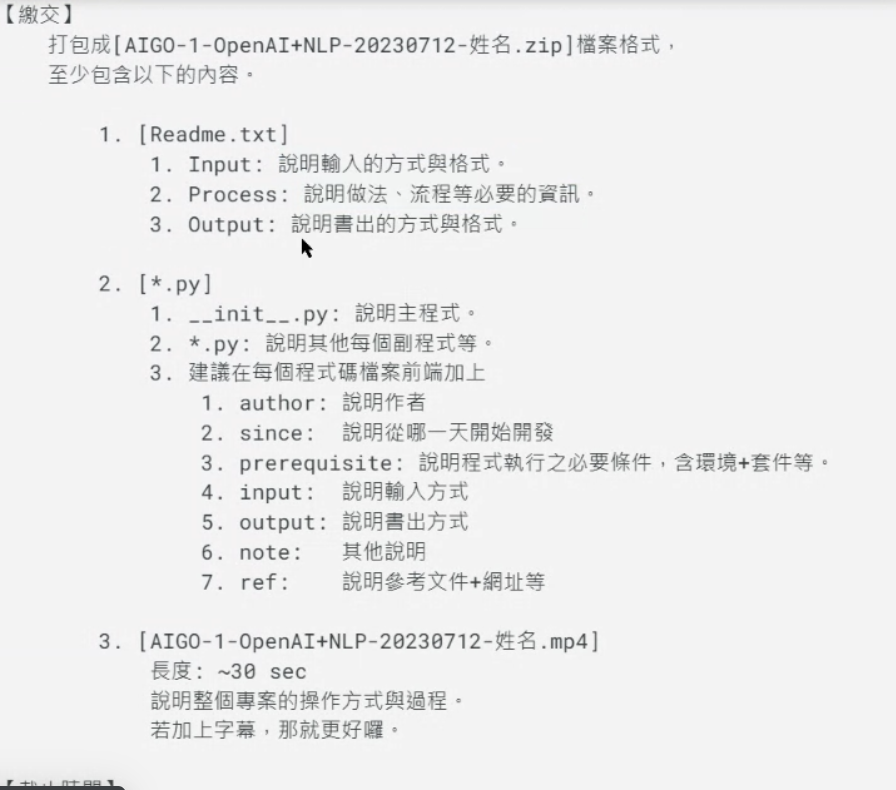 【繳交】
打包成[AIGO-1-OpenAI+NLP-20230712-姓名.zip]檔案格式，
至少包含以下的內容。
1. [Readme.txt]
1. Input: 說明輸入的方式與格式。
2. Process: 說明做法、流程等必要的資訊。
3. Output: 說明書出的方式與格式。
2. [*.py]
1. __init__.py: 說明主程式。
2. *.py: 說明其他每個副程式等。
3. 建議在每個程式碼檔案前端加上
1. author: 說明作者
2. since: 說明從哪一天開始開發
3. prerequisite: 說明程式執行之必要條件，含環境+套件等。
4. input: 說明輸入方式
5. output: 說明書出方式
6. note: 其他說明
7. ref: 說明參考文件+網址等
3. [AIGO-1-OpenAI+NLP-20230712-姓名.mp4]
長度: ~30 sec
說明整個專案的操作方式與過程。
若加上字幕，那就更好囉。